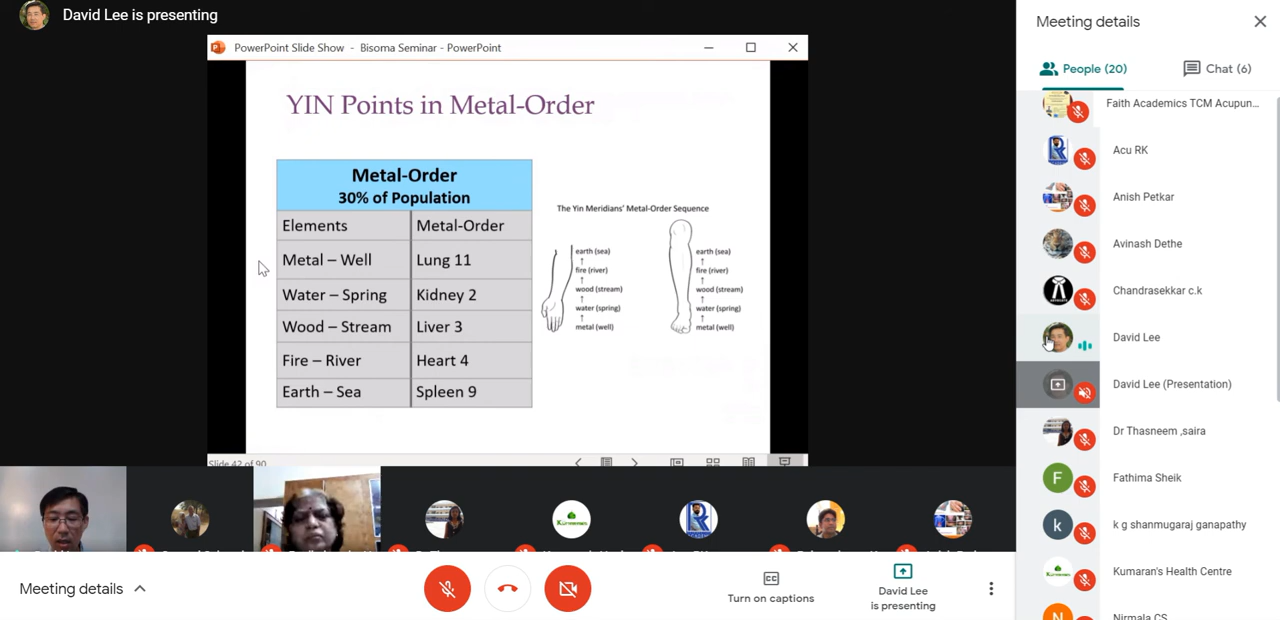 David Lee is presenting
PowerPoint Slide Show - Bisoma Seminar - PowerPoint
YIN Points in Metal-Order
Metal-Order
30% of Population
Elements Metal-Order
Metal – Well Lung 11
Water – Spring Kidney 2
Wood – Stream Liver 3
Fire – River Heart 4
Earth – Sea Spleen 9
The Yin Meridians' Metal-Order Sequence
earth (sea)
fire (river)
wood (stream)
water (spring)
metal (well)
earth (sea)
fire (river)
wood (stream)
water (spring)
metal (well)
Slide 42 of 90
KUMARAN'S
Meeting details
Turn on captions
David Lee
is presenting
Meeting details
People (20) Chat (6)
Faith Academics TCM Acupun...
Acu RK
Anish Petkar
Avinash Dethe
Chandrasekkar c.k
David Lee
David Lee (Presentation)
Dr Thasneem ,saira
F Fathima Sheik
k k g shanmugaraj ganapathy
Kumaran's Health Centre
N Nirmala CS